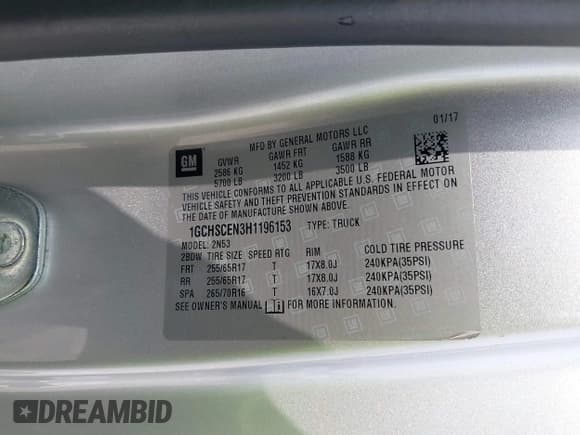 MFD BY GENERAL MOTORS LLC 01/17
GM
GVWR GAWR FRT GAWR RR
2586 KG 1452 KG 1588 KG
5700 LB 3200 LB 3500 LB
THIS VEHICLE CONFORMS TO ALL APPLICABLE U.S. FEDERAL MOTOR
VEHICLE SAFETY AND THEFT PREVENTION STANDARDS IN EFFECT ON
THE DATE OF MANUFACTURE SHOWN ABOVE.
1GCHSCEN3H1196153 TYPE: TRUCK
MODEL: 2N53
2BDW TIRE SIZE SPEED RTG RIM COLD TIRE PRESSURE
FRT 255/65R17 T 17X8.0J 240KPA(35PSI)
RR 255/65R17 T 17X8.0J 240KPA(35PSI)
SPA 265/70R16 T 16X7.0J 240KPA(35PSI)
SEE OWNER'S MANUAL FOR MORE INFORMATION
DREAMBID